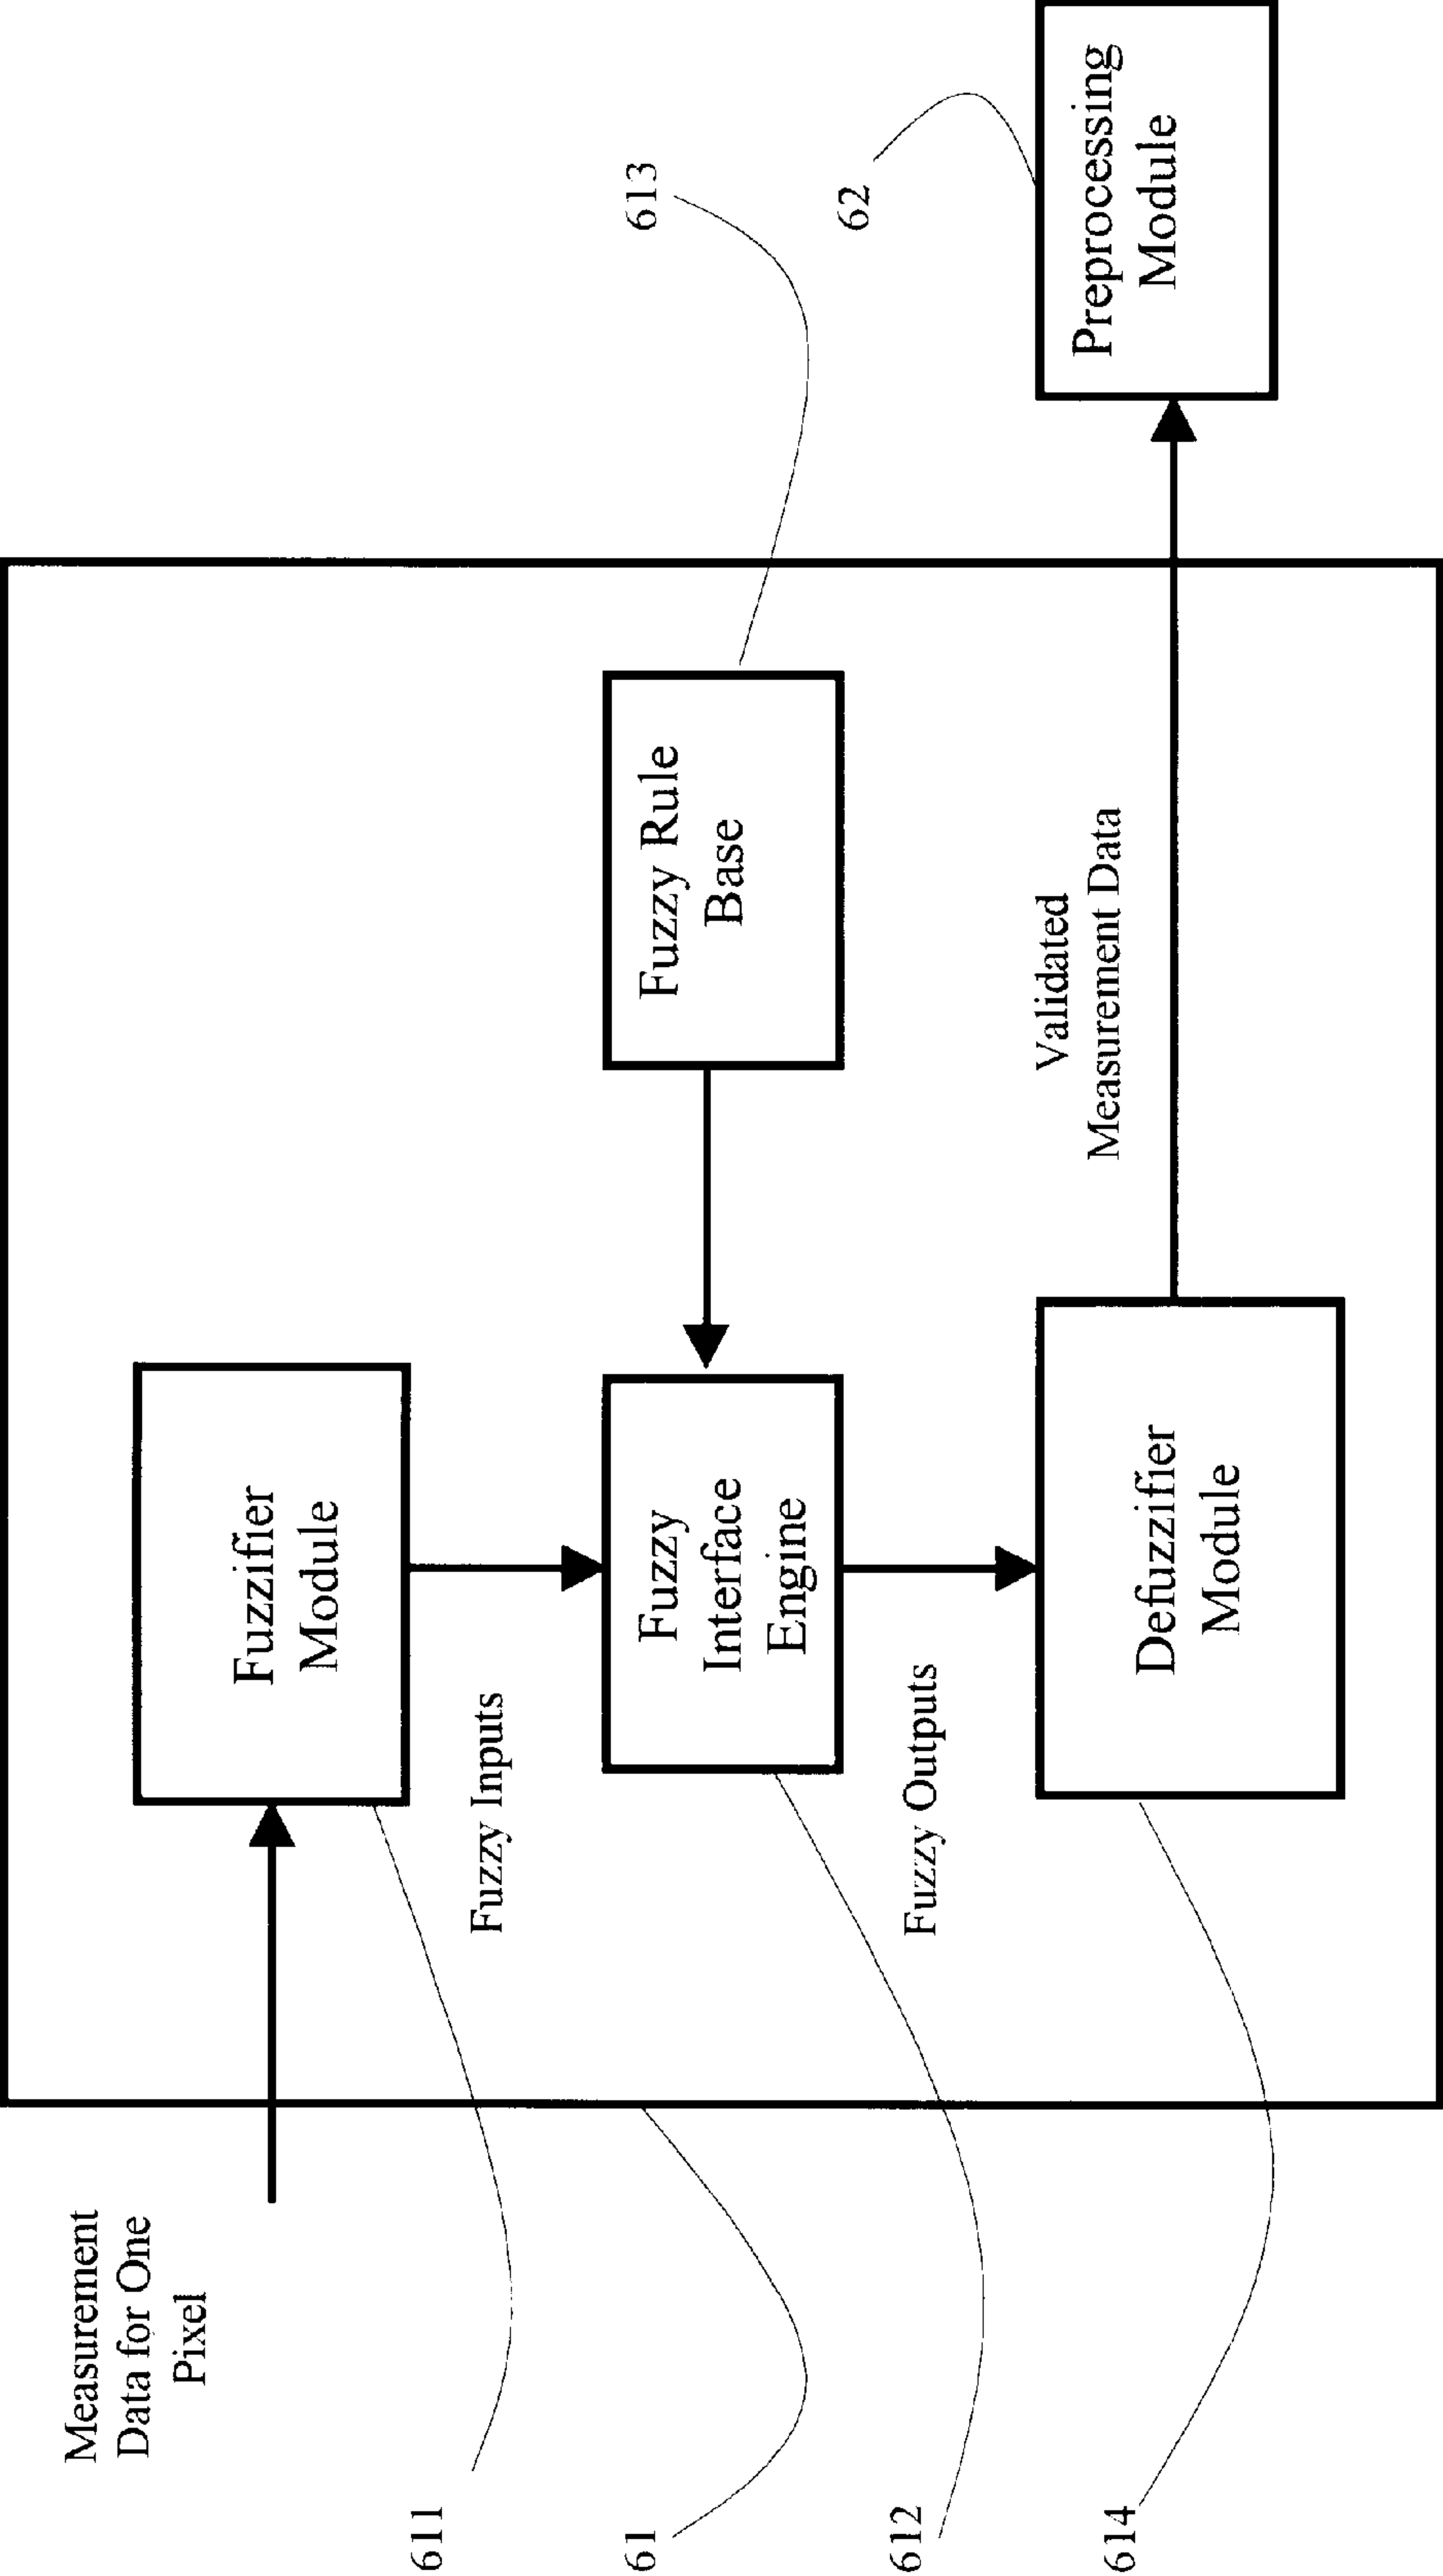 Measurement
Data for One
Pixel
611
61
612
614
Fuzzifier
Module
Fuzzy Inputs
Fuzzy
Interface
Engine
Fuzzy Outputs
Defuzzifier
Module
Fuzzy Rule
Base
Validated
Measurement Data
613
62
Preprocessing
Module